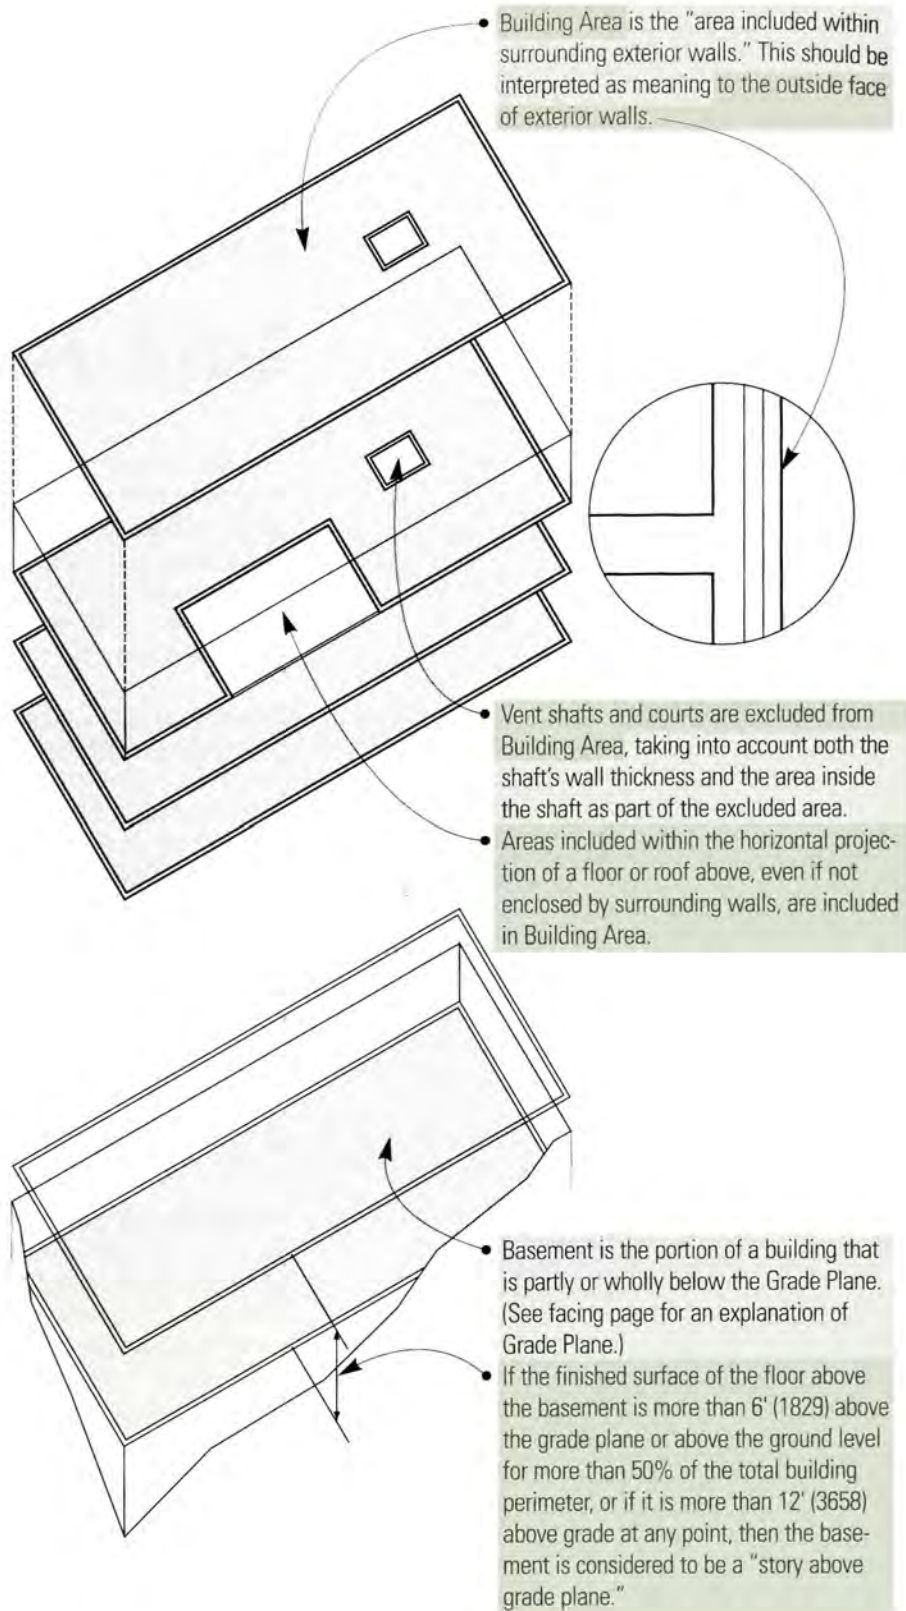 Building Area is the “area included within
surrounding exterior walls.” This should be
interpreted as meaning to the outside face
of exterior walls.
Vent shafts and courts are excluded from
Building Area, taking into account both the
shaft’s wall thickness and the area inside
the shaft as part of the excluded area.
Areas included within the horizontal projec-
tion of a floor or roof above, even if not
enclosed by surrounding walls, are included
in Building Area.
Basement is the portion of a building that
is partly or wholly below the Grade Plane.
(See facing page for an explanation of
Grade Plane.)
If the finished surface of the floor above
the basement is more than 6' (1829) above
the grade plane or above the ground level
for more than 50% of the total building
perimeter, or if it is more than 12' (3658)
above grade at any point, then the base-
ment is considered to be a “story above
grade plane.”